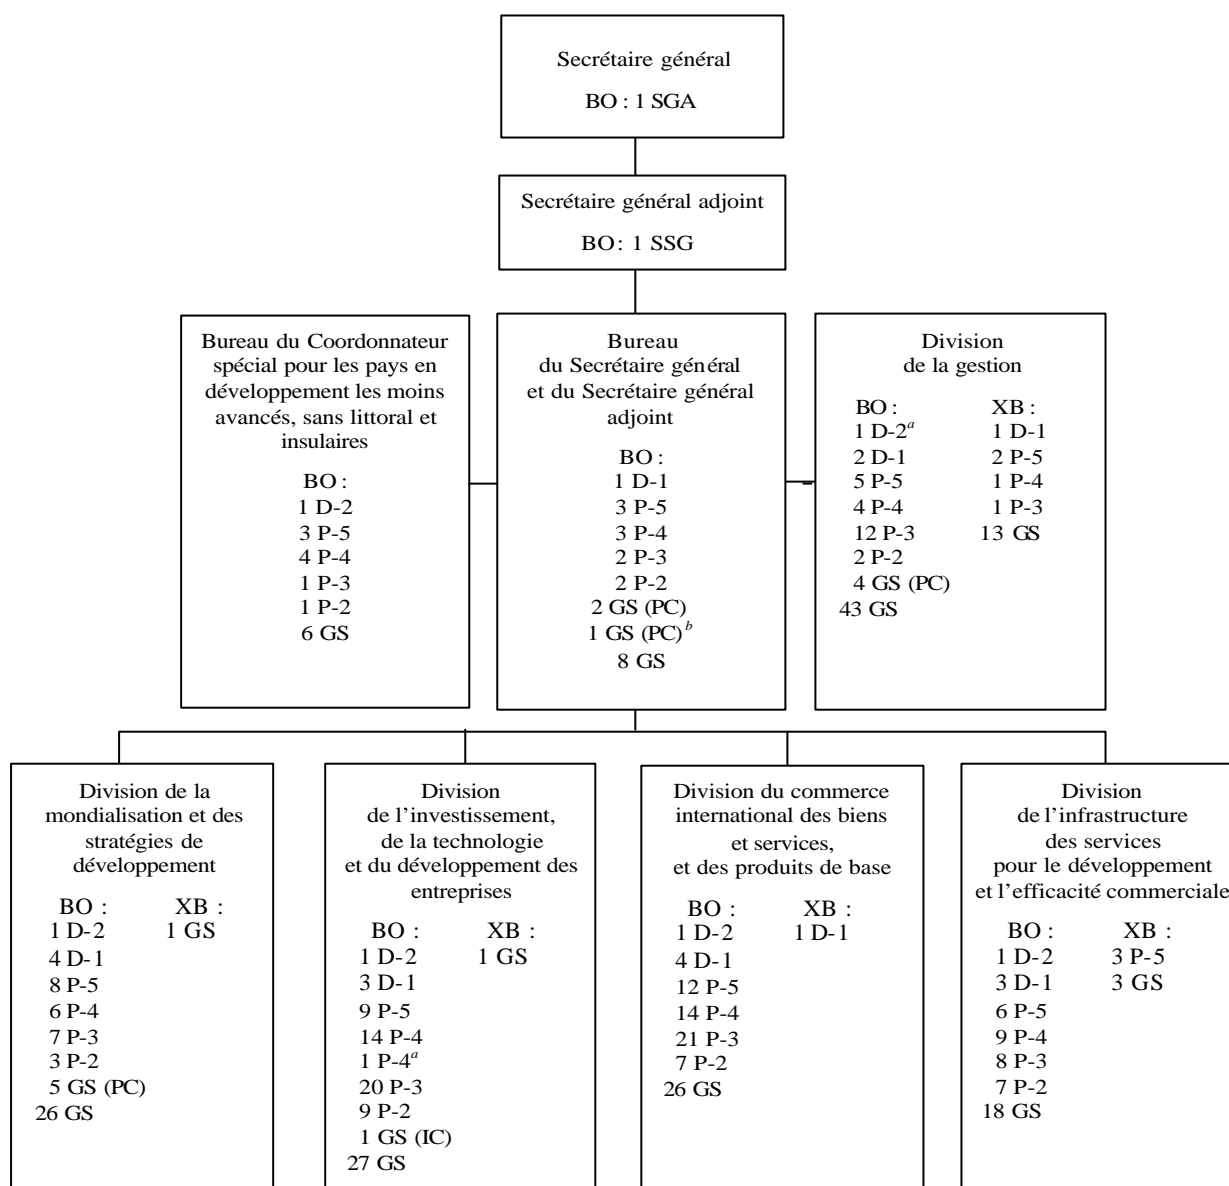 Secrétaire général
BO : 1 SGA
Secrétaire général adjoint
BO : 1 SSG
Bureau du Coordonnateur
spécial pour les pays en
développement les moins
avancés, sans littoral et
insulaires
BO :
1 D-2
3 P-5
4 P-4
1 P-3
1 P-2
6 GS
Bureau
du Secrétaire général
et du Secrétaire général
adjoint
BO :
1 D-1
3 P-5
3 P-4
2 P-3
2 P-2
2 GS (PC)
1 GS (PC)b
8 GS
Division
de la gestion
BO : XB :
1 D-2a 1 D-1
2 D-1 2 P-5
5 P-5 1 P-4
4 P-4 1 P-3
12 P-3 13 GS
2 P-2
4 GS (PC)
43 GS
Division de la
mondialisation et des
stratégies de
développement
BO : XB :
1 D-2 1 GS
4 D-1
8 P-5
6 P-4
7 P-3
3 P-2
5 GS (PC)
26 GS
Division
de l'investissement,
de la technologie
et du développement des
entreprises
BO : XB :
1 D-2 1 GS
3 D-1
9 P-5
14 P-4
1 P-4a
20 P-3
9 P-2
1 GS (IC)
27 GS
Division du commerce
international des biens
et services,
et des produits de base
BO : XB :
1 D-2 1 D-1
4 D-1
12 P-5
14 P-4
21 P-3
7 P-2
26 GS
Division
de l'infrastructure
des services
pour le développement
et l'efficacité commerciale
BO : XB :
1 D-2 3 P-5
3 D-1 3 GS
6 P-5
9 P-4
8 P-3
7 P-2
18 GS